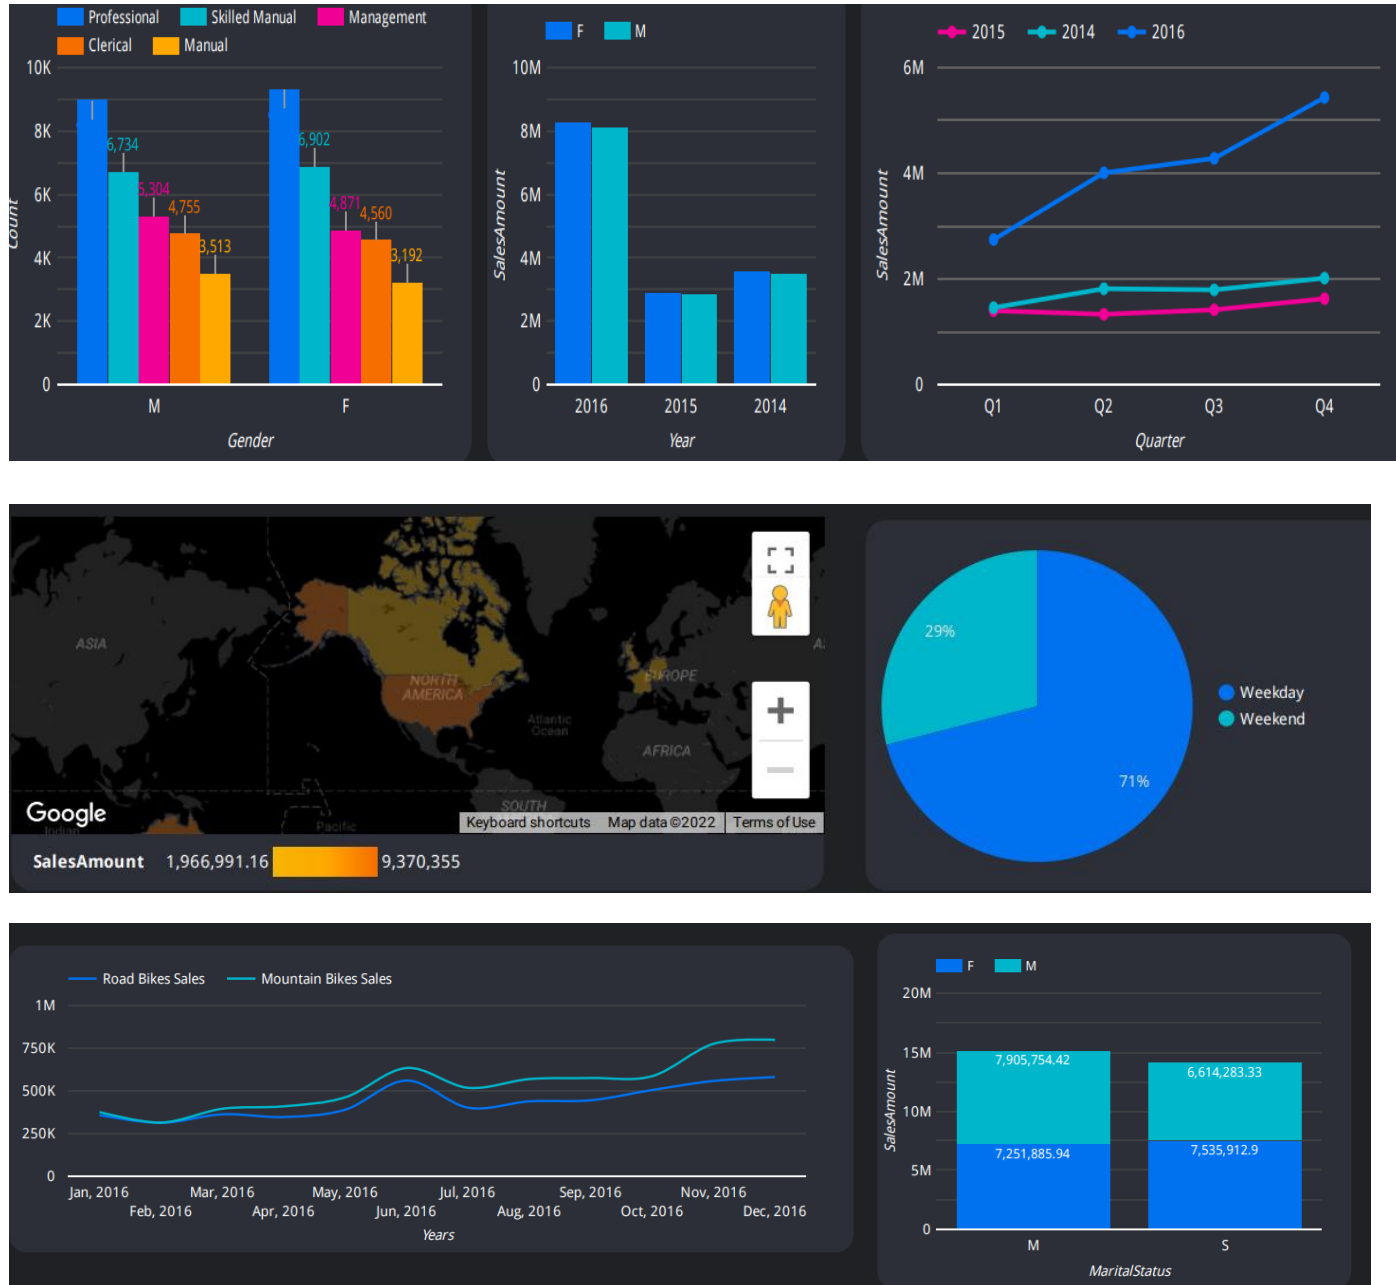 Professional Skilled Manual Management
Clerical Manual
10K
8K
6K
4K
2K
0
Count
6,734
5,304
4,755
3,513
6,902
4,871
4,560
3,192
M F
Gender
F M
10M
8M
6M
4M
2M
0
SalesAmount
2016 2015 2014
Year
2015 2014 2016
6M
4M
2M
0
SalesAmount
Q1 Q2 Q3 Q4
Quarter
ASIA
NORTH
AMERICA
Atlantic
Ocean
EUROPE
AFRICA
SOUTH
Pacific
Indian
Google
Keyboard shortcuts Map data ©2022 Terms of Use
SalesAmount 1,966,991.16 9,370,355
29%
71%
Weekday
Weekend
Road Bikes Sales Mountain Bikes Sales
1M
750K
500K
250K
0
Jan, 2016 Mar, 2016 May, 2016 Jul, 2016 Sep, 2016 Nov, 2016
Feb, 2016 Apr, 2016 Jun, 2016 Aug, 2016 Oct, 2016 Dec, 2016
Years
F M
20M
15M
10M
5M
0
SalesAmount
7,905,754.42
7,251,885.94
6,614,283.33
7,535,912.9
M S
MaritalStatus